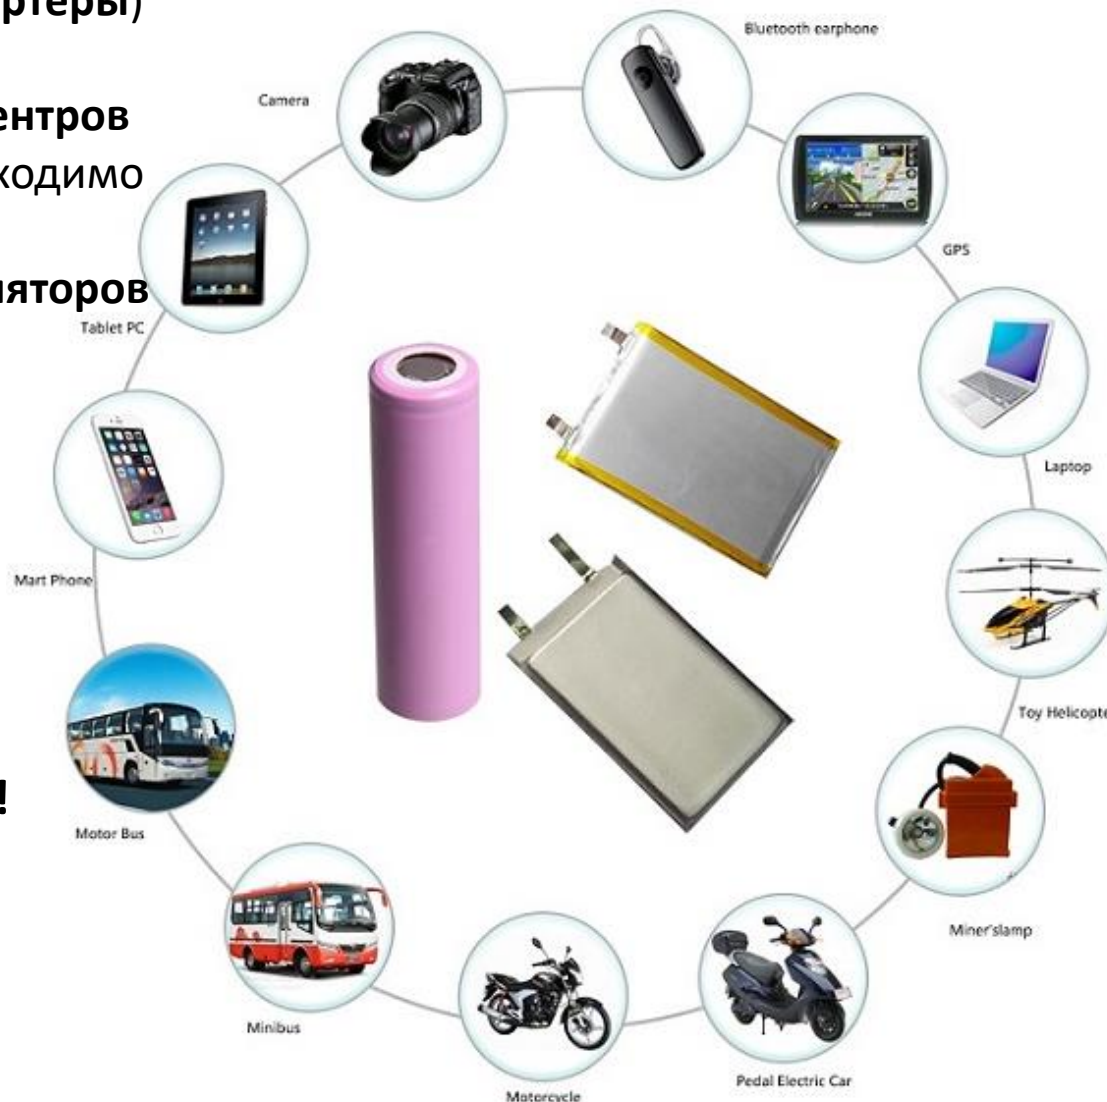 ртеры)
ентров
ходимо
ляторов
!
Bluetooth earphone
Camera
GPS
Tablet PC
Laptop
Mart Phone
Toy Helicopte
Motor Bus
Miner'slamp
Minibus
Pedal Electric Car
Motorcycle